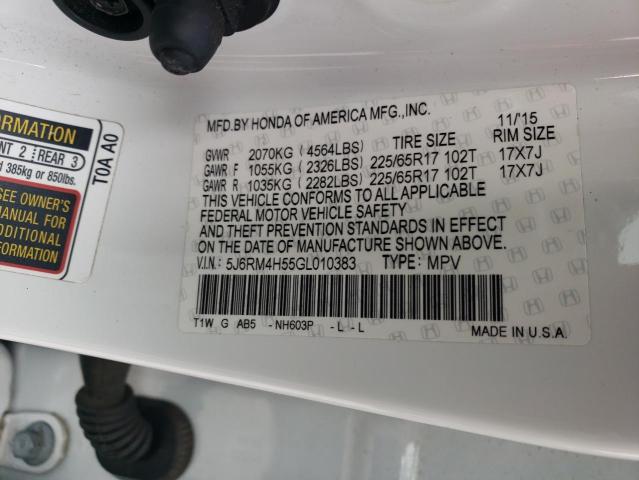 ORMATION
NT 2 REAR 3
d 385kg or 850lbs.
SEE OWNER'S
MANUAL FOR
ADDITIONAL
INFORMATION
T0A A0
MFD.BY HONDA OF AMERICA MFG.,INC. 11/15
GVWR 2070KG (4564LBS) TIRE SIZE RIM SIZE
GAWR F 1055KG (2326LBS) 225/65R17 102T 17X7J
GAWR R 1035KG (2282LBS) 225/65R17 102T 17X7J
THIS VEHICLE CONFORMS TO ALL APPLICABLE
FEDERAL MOTOR VEHICLE SAFETY
AND THEFT PREVENTION STANDARDS IN EFFECT
ON THE DATE OF MANUFACTURE SHOWN ABOVE.
V.I.N.: 5J6RM4H55GL010383 TYPE: MPV
T1W G AB5 -NH603P -L -L
MADE IN U.S.A.